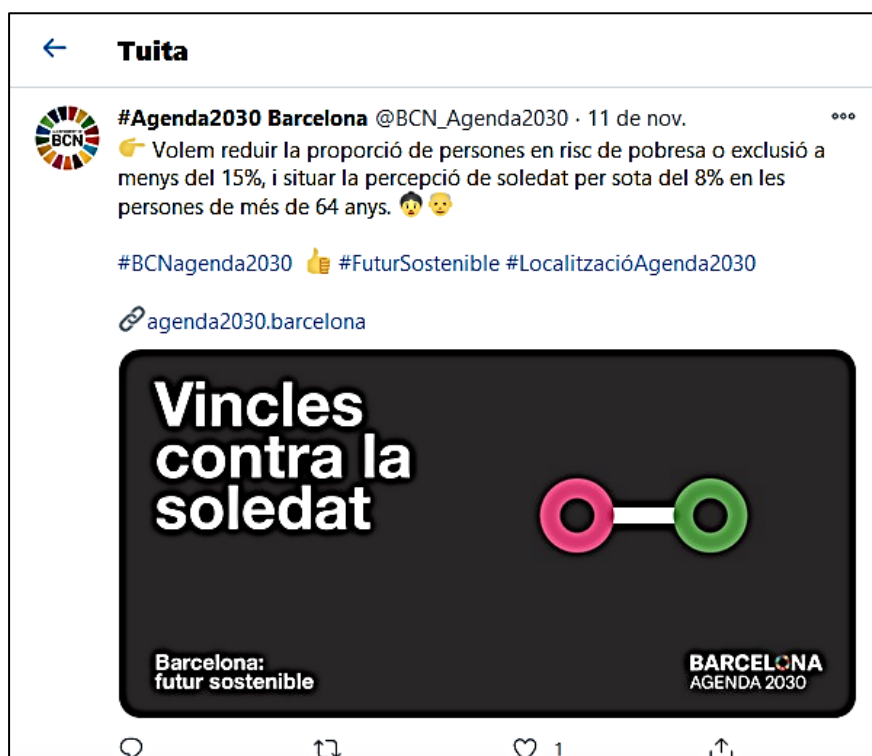 Tuita
#Agenda2030 Barcelona @BCN_Agenda2030 · 11 de nov.
BCN
👉 Volem reduir la proporció de persones en risc de pobresa o exclusió a
menys del 15%, i situar la percepció de soledat per sota del 8% en les
persones de més de 64 anys.
#BCNagenda2030 👍 #FuturSostenible #LocalitzacióAgenda2030
🔗agenda2030.barcelona
Vincles
contra la
soledat
Barcelona:
futur sostenible
BARCELONA
AGENDA 2030
1